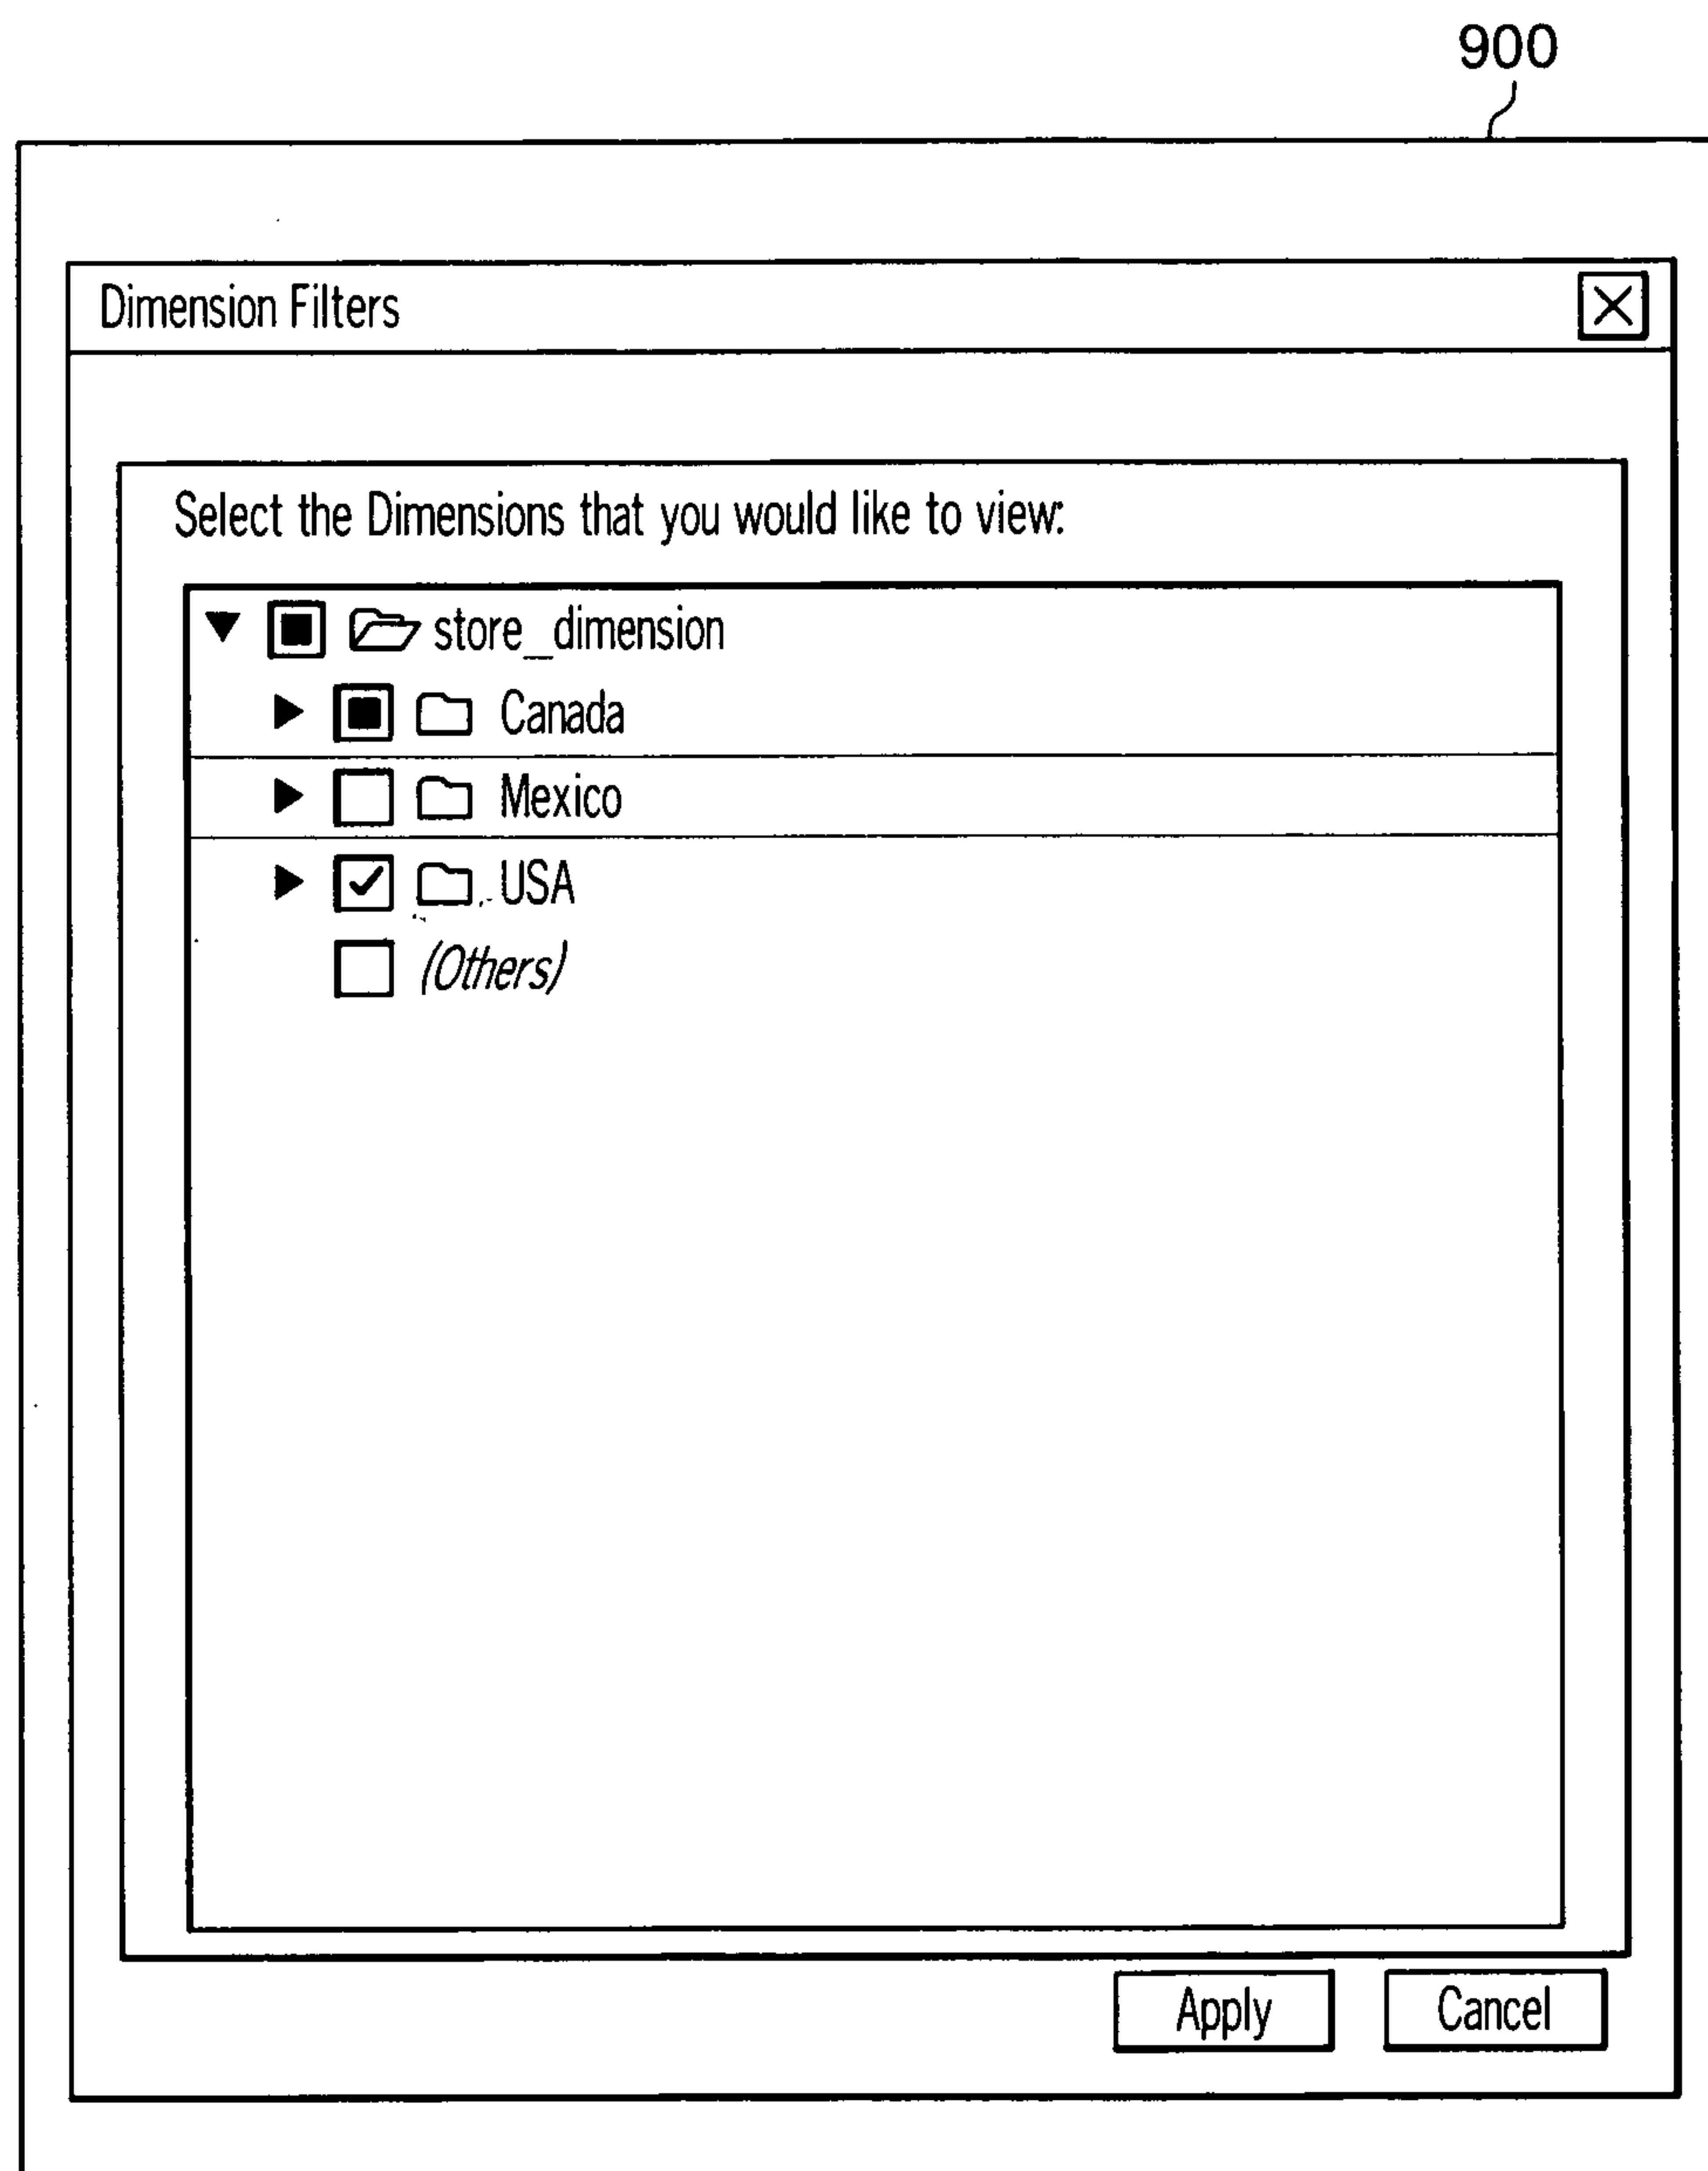 900
Dimension Filters
Select the Dimensions that you would like to view:
store_dimension
Canada
Mexico
USA
(Others)
Apply
Cancel